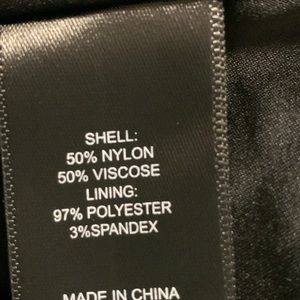 SHELL:
50% NYLON
50% VISCOSE
LINING:
97% POLYESTER
3%SPANDEX
MADE IN CHINA